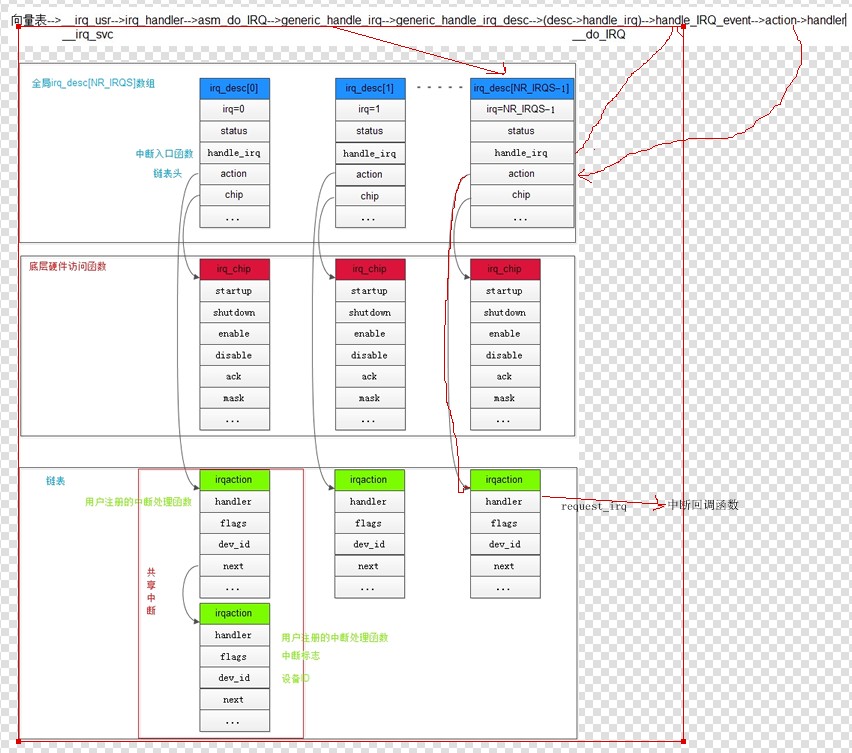 向量表-->__irq_usr-->irq_handler-->asm_do_IRQ-->generic_handle_irq-->generic_handle_irq_desc-->(desc->handle_irq)-->handle_IRQ_event-->action->handler
__irq_svc __do_IRQ
全局irq_desc[NR_IRQS]数组
irq_desc[0] irq_desc[1] ...... irq_desc[NR_IRQS-1]
irq=0 irq=1 irq=NR_IRQS-1
status status status
中断入口函数 handle_irq handle_irq handle_irq
链表头 action action action
chip chip chip
... ... ...
底层硬件访问函数 irq_chip irq_chip irq_chip
startup startup startup
shutdown shutdown shutdown
enable enable enable
disable disable disable
ack ack ack
mask mask mask
... ... ...
链表 irqaction irqaction irqaction
用户注册的中断处理函数 handler handler handler request_irq 中断回调函数
flags flags flags
dev_id dev_id dev_id
next next next
... ... ...
共享中断
irqaction
handler 用户注册的中断处理函数
flags 中断标志
dev_id 设备ID
next
...